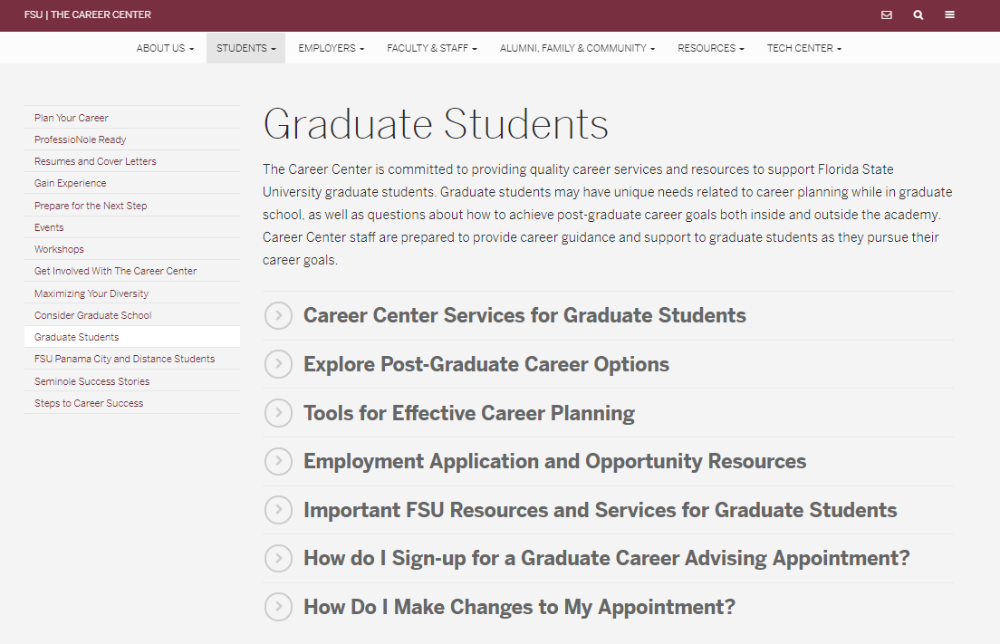 FSU | THE CAREER CENTER
ABOUT US STUDENTS EMPLOYERS FACULTY & STAFF ALUMNI, FAMILY & COMMUNITY RESOURCES TECH CENTER
Plan Your Career
ProfessioNole Ready
Resumes and Cover Letters
Gain Experience
Prepare for the Next Step
Events
Workshops
Get Involved With The Career Center
Maximizing Your Diversity
Consider Graduate School
Graduate Students
FSU Panama City and Distance Students
Seminole Success Stories
Steps to Career Success
Graduate Students
The Career Center is committed to providing quality career services and resources to support Florida State
University graduate students. Graduate students may have unique needs related to career planning while in graduate
school, as well as questions about how to achieve post-graduate career goals both inside and outside the academy.
Career Center staff are prepared to provide career guidance and support to graduate students as they pursue their
career goals.
Career Center Services for Graduate Students
Explore Post-Graduate Career Options
Tools for Effective Career Planning
Employment Application and Opportunity Resources
Important FSU Resources and Services for Graduate Students
How do I Sign-up for a Graduate Career Advising Appointment?
How Do I Make Changes to My Appointment?